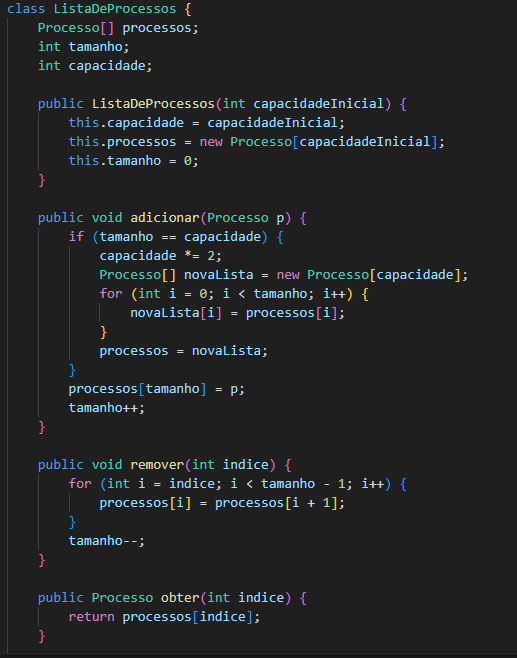 class ListaDeProcessos {
    Processo[] processos;
    int tamanho;
    int capacidade;

    public ListaDeProcessos(int capacidadeInicial) {
        this.capacidade = capacidadeInicial;
        this.processos = new Processo[capacidadeInicial];
        this.tamanho = 0;
    }

    public void adicionar(Processo p) {
        if (tamanho == capacidade) {
            capacidade *= 2;
            Processo[] novaLista = new Processo[capacidade];
            for (int i = 0; i < tamanho; i++) {
                novaLista[i] = processos[i];
            }
            processos = novaLista;
        }
        processos[tamanho] = p;
        tamanho++;
    }

    public void remover(int indice) {
        for (int i = indice; i < tamanho - 1; i++) {
            processos[i] = processos[i + 1];
        }
        tamanho--;
    }

    public Processo obter(int indice) {
        return processos[indice];
    }